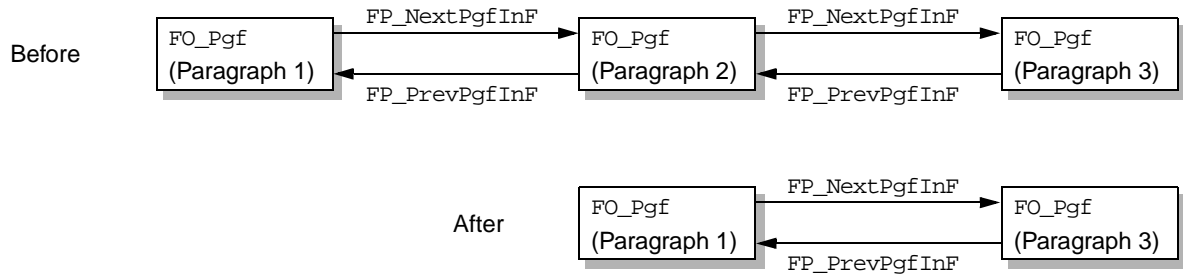 FP_NextPgfInF FP_NextPgfInF
Before FO_Pgf FO_Pgf FO_Pgf
(Paragraph 1) (Paragraph 2) (Paragraph 3)
FP_PrevPgfInF FP_PrevPgfInF
FP_NextPgfInF
After FO_Pgf FO_Pgf
(Paragraph 1) (Paragraph 3)
FP_PrevPgfInF